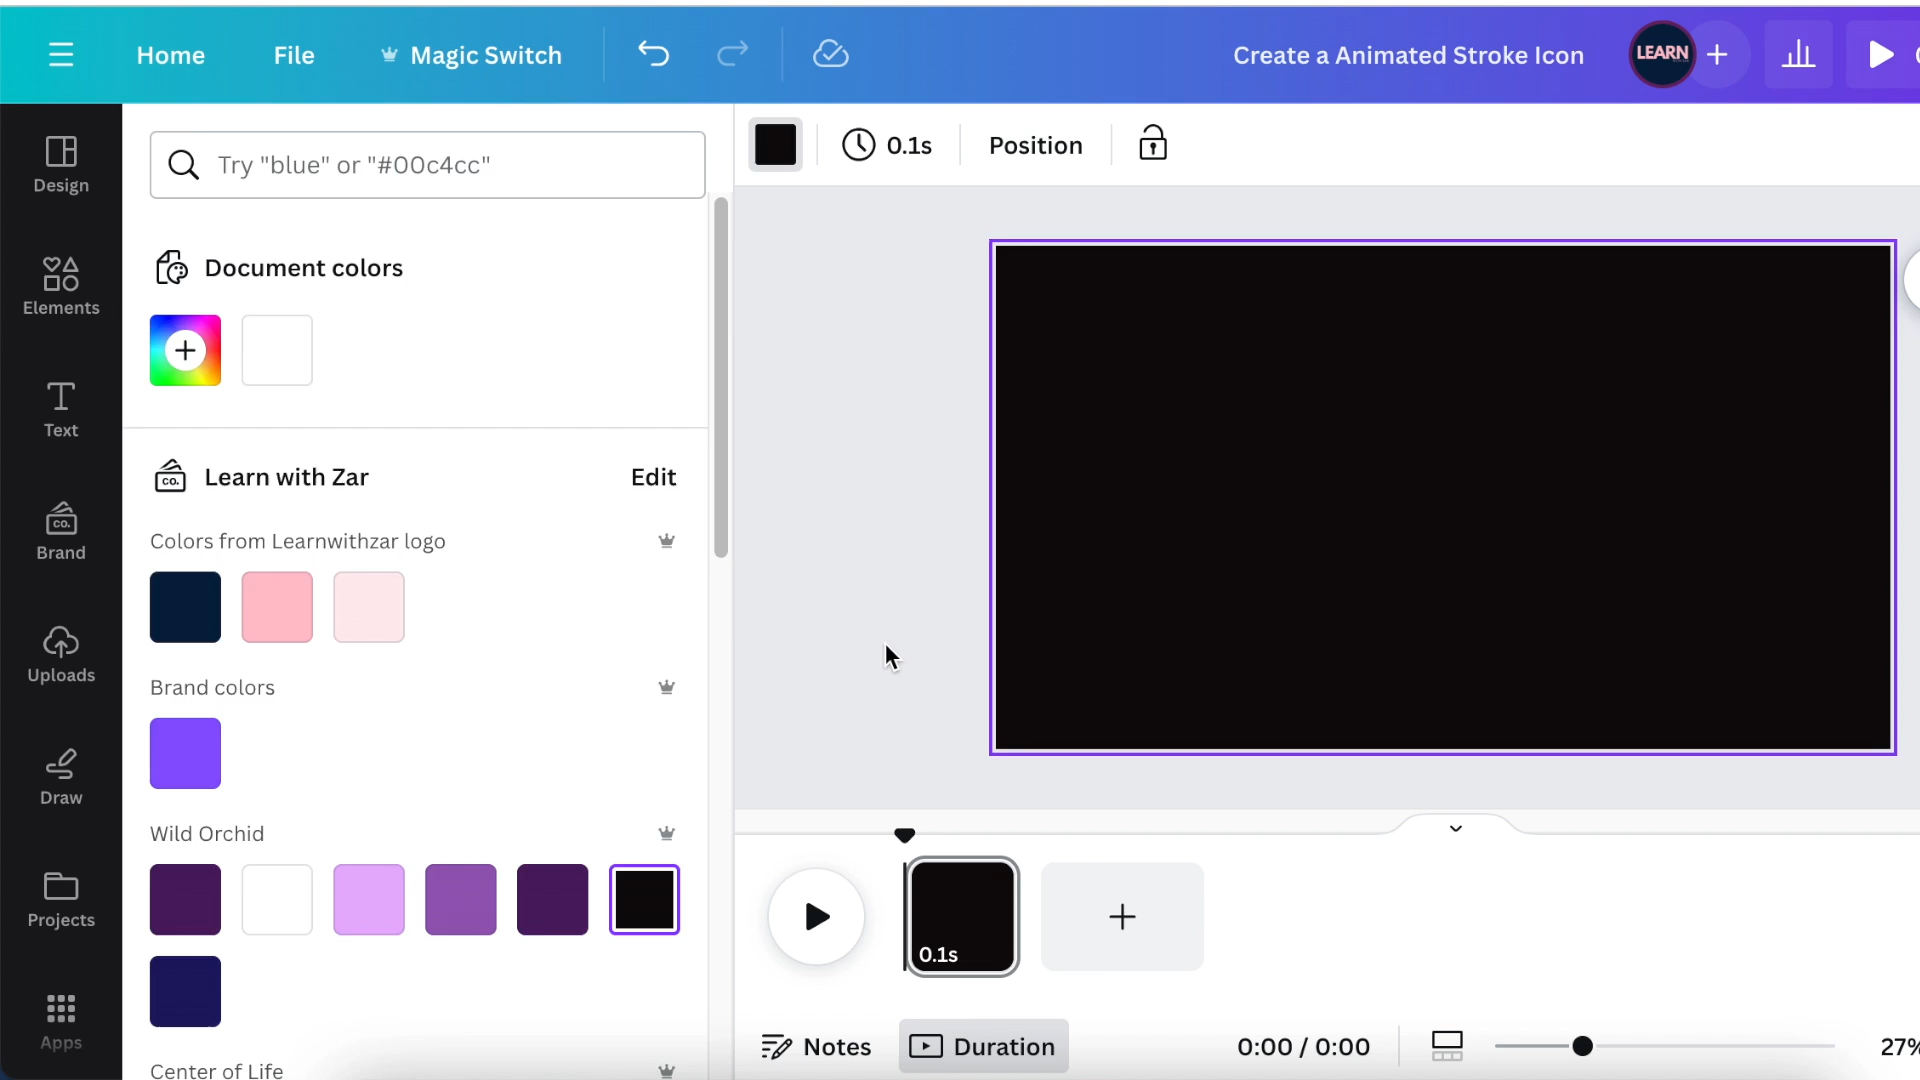 Home
File
Magic Switch
Create a Animated Stroke Icon
LEARN
Design
Elements
Text
CO.
Brand
Uploads
Draw
Projects
Apps
Try "blue" or "#00c4cc"
Document colors
CO.
Learn with Zar
Edit
Colors from Learnwithzar logo
Brand colors
Wild Orchid
Center of Life
0.1s
Position
0.1s
Notes
Duration
0:00 / 0:00
27%